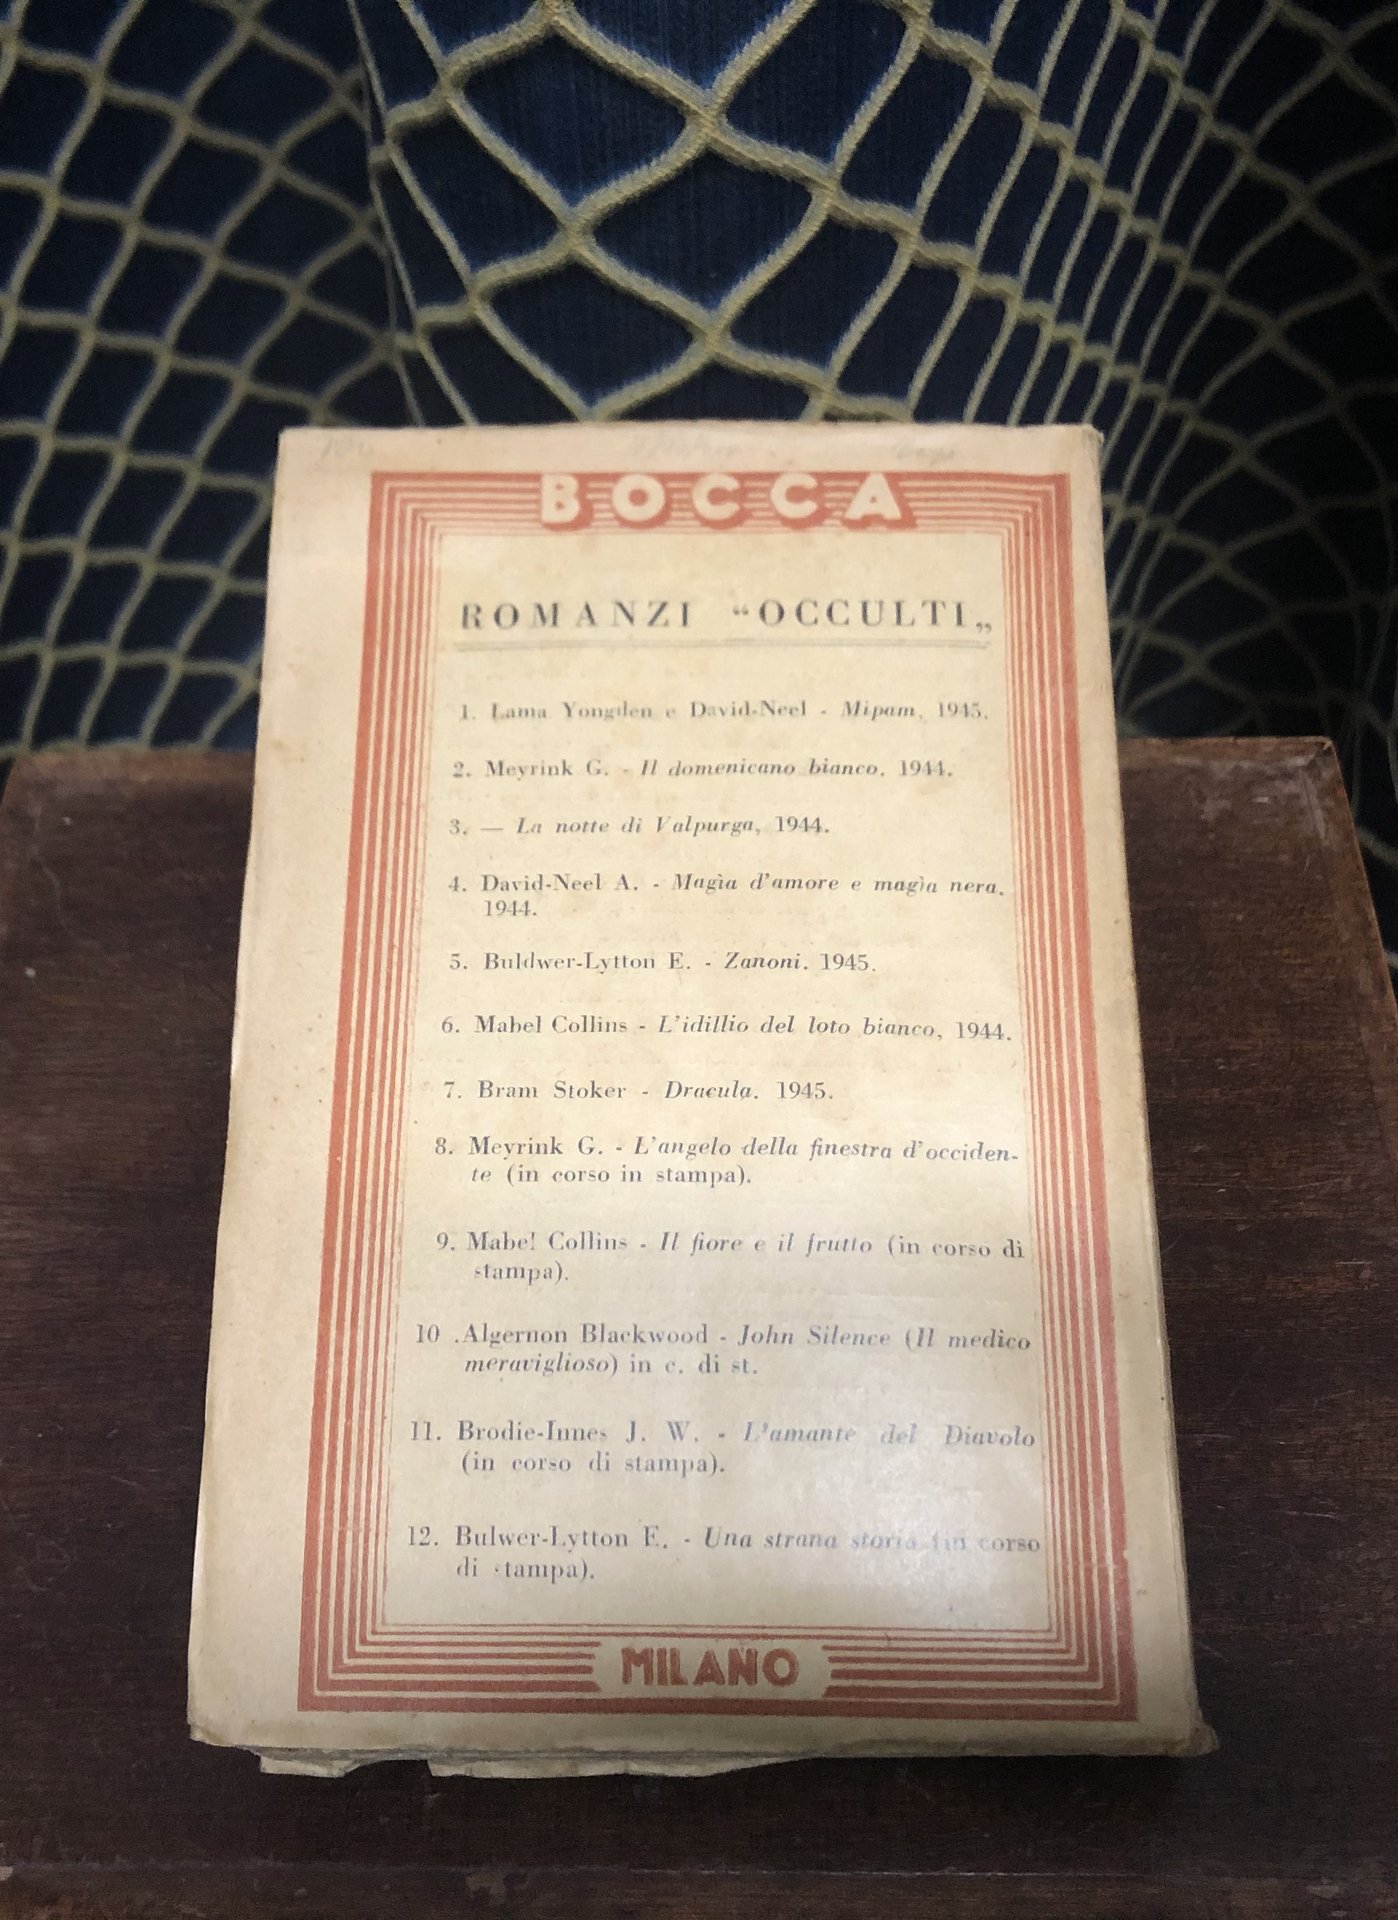 BOCCA
ROMANZI “OCCULTI„
1. Lama Yongden e David-Neel - Mipam, 1945.
2. Meyrink G. - Il domenicano bianco. 1944.
3. — La notte di Valpurga, 1944.
4. David-Neel A. - Magìa d'amore e magìa nera.
1944.
5. Buldwer-Lytton E. - Zanoni. 1945.
6. Mabel Collins - L'idillio del loto bianco, 1944.
7. Bram Stoker - Dracula. 1945.
8. Meyrink G. - L'angelo della finestra d'occiden-
te (in corso in stampa).
9. Mabel Collins - Il fiore e il frutto (in corso di
stampa).
10 .Algernon Blackwood - John Silence (Il medico
meraviglioso) in c. di st.
11. Brodie-Innes J. W. - L'amante del Diavolo
(in corso di stampa).
12. Bulwer-Lytton E. - Una strana storia (in corso
di stampa).
MILANO